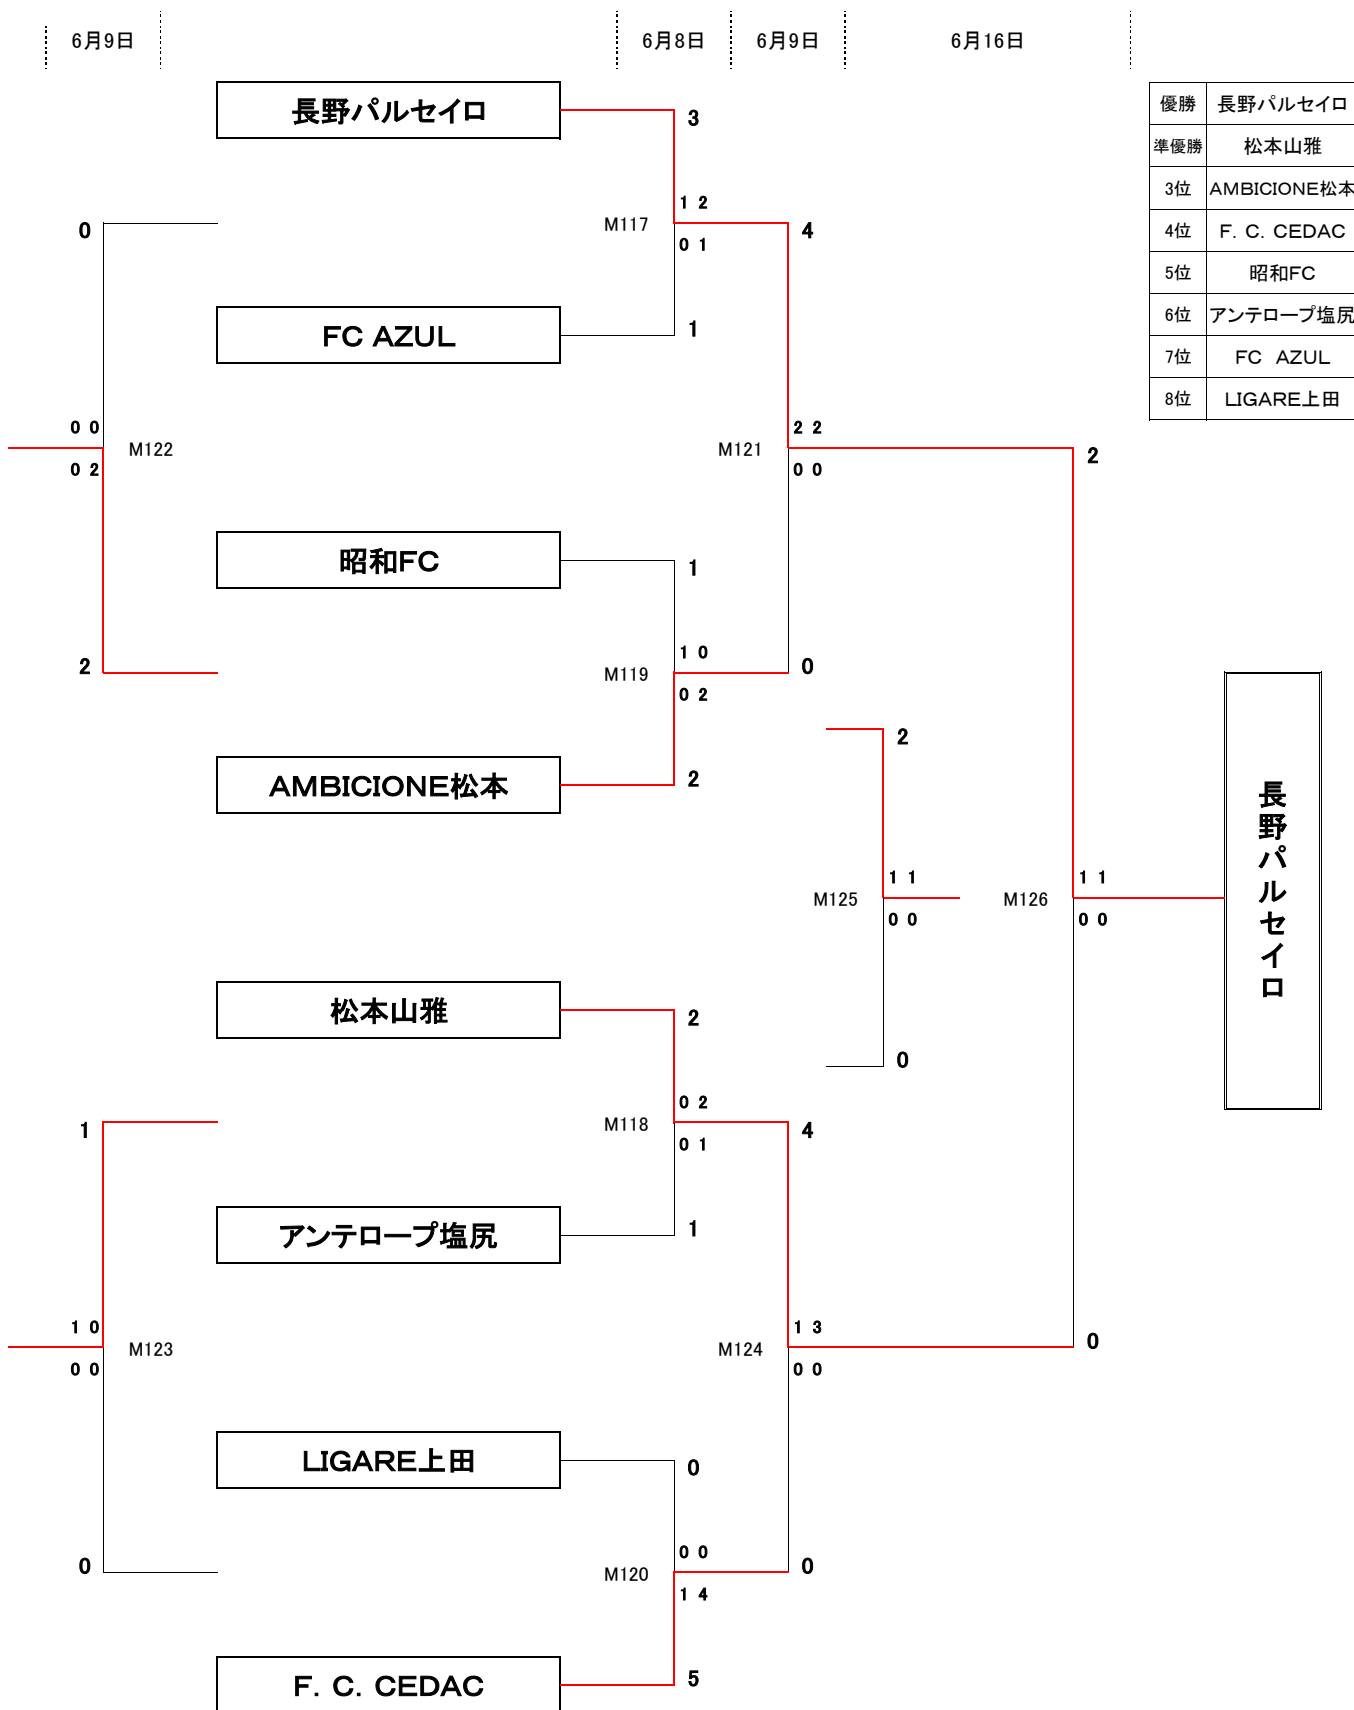 6月9日 6月8日 6月9日 6月16日
優勝 長野パルセイロ
準優勝 松本山雅
3位 AMBICIONE松本
4位 F. C. CEDAC
5位 昭和FC
6位 アンテロープ塩尻
7位 FC AZUL
8位 LIGARE上田
長野パルセイロ 3
1 2
0 M117 4
0 1
FC AZUL 1
0 0 2 2
M122 M121 2
0 2 0 0
昭和FC 1
1 0
2 M119 0
0 2
2
AMBICIONE松本 2
長野パルセイロ
1 1 1 1
M125 M126
0 0 0 0
松本山雅 2
0
0 2
1 M118 4
0 1
アンテロープ塩尻 1
1 0 1 3
M123 M124 0
0 0 0 0
LIGARE上田 0
0 0
0 M120 0
1 4
F. C. CEDAC 5